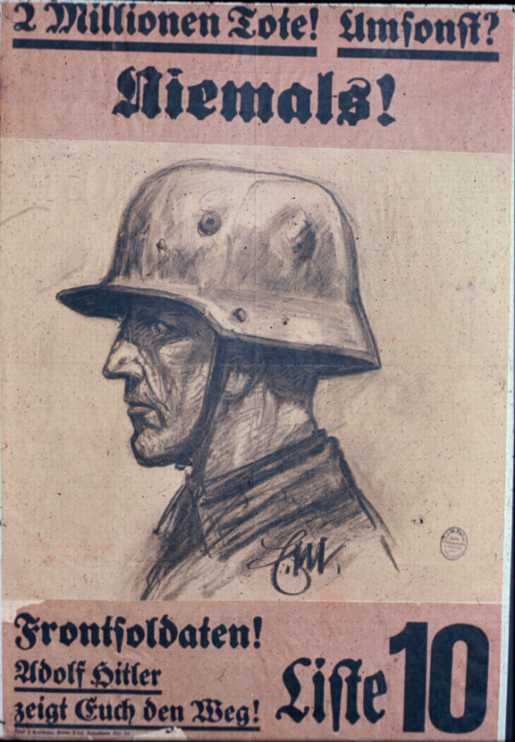 2 Millionen Tote! Umsonst?
Niemals!
Frontsoldaten!
Adolf Hitler
zeigt Euch den Weg!
Liste 10